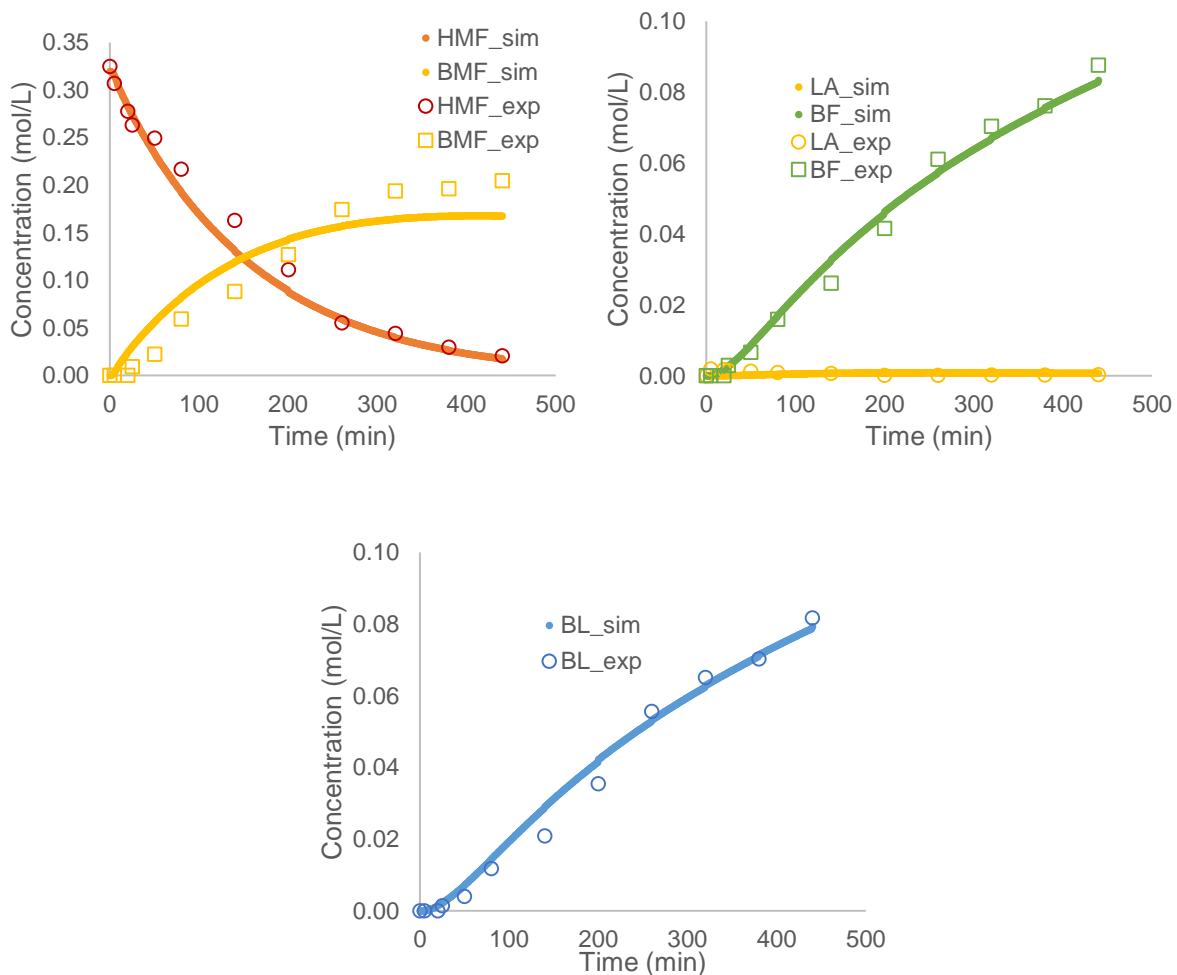 HMF_sim
BMF_sim
HMF_exp
BMF_exp
0.35
0.30
0.25
0.20
0.15
0.10
0.05
0.00
Concentration (mol/L)
0 100 200 300 400 500
Time (min)
LA_sim
BF_sim
LA_exp
BF_exp
0.10
0.08
0.06
0.04
0.02
0.00
Concentration (mol/L)
0 100 200 300 400 500
Time (min)
BL_sim
BL_exp
0.10
0.08
0.06
0.04
0.02
0.00
Concentration (mol/L)
0 100 200 300 400 500
Time (min)